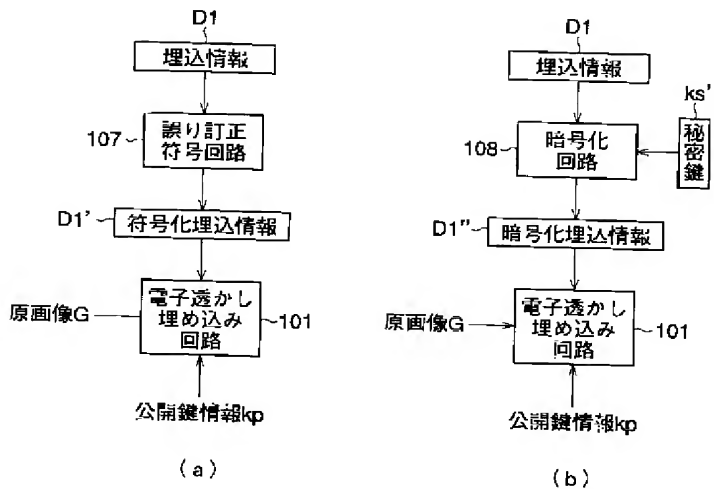 D1
埋込情報
107
誤り訂正
符号回路
D1'
符号化埋込情報
原画像G
電子透かし
埋め込み
回路
101
公開鍵情報kp
(a)
D1
埋込情報
ks'
秘密鍵
108
暗号化
回路
D1''
暗号化埋込情報
原画像G
電子透かし
埋め込み
回路
101
公開鍵情報kp
(b)